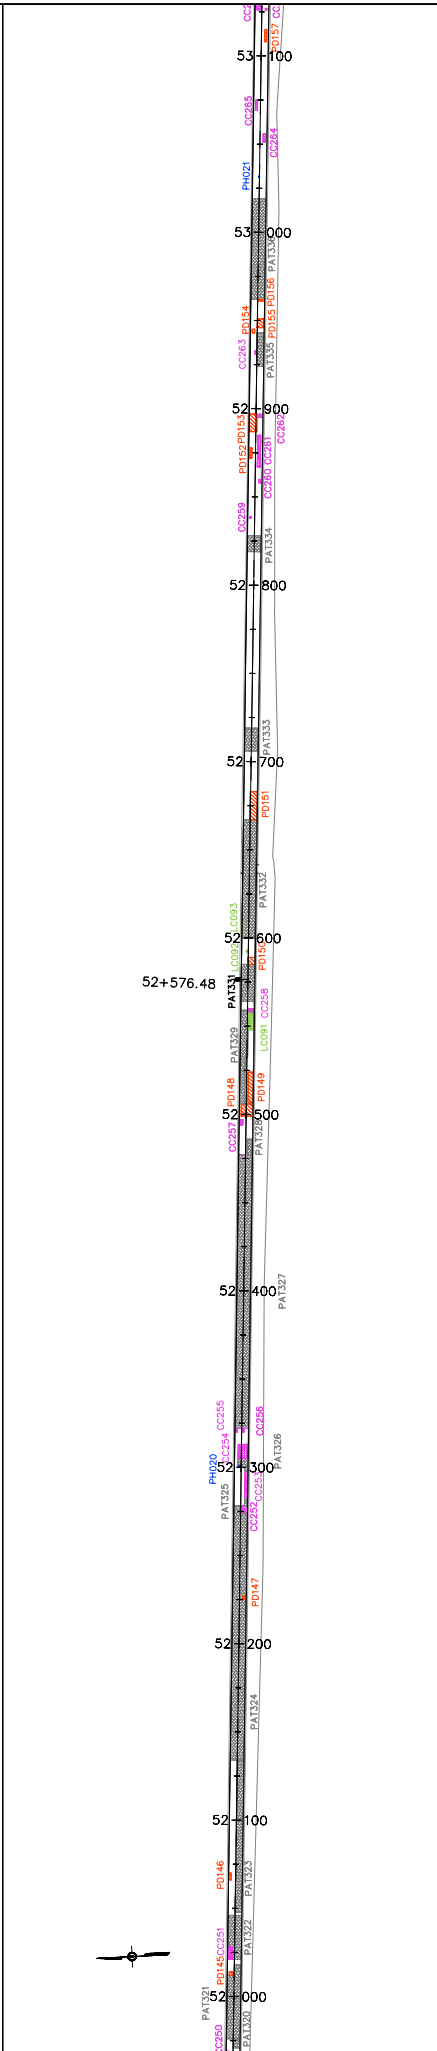 CC2
CC
PD157
53+100
CC265
CC264
PH021
53+000
PAT336
PD156
PD154
PD155
CC263
PAT335
52+900
CC262
PD153
PD152
CC261
CC260
CC259
PAT334
52+800
PAT333
52+700
PD151
PAT332
LC093
52+600
LC092
PD150
52+576.48
PAT331
CC258
LC091
PAT329
PD149
PD148
52+500
CC257
PAT328
52+400
PAT327
CC255
CC256
CC254
PAT326
PH020
52+300
CC253
PAT325
CC252
PD147
52+200
PAT324
52+100
PD146
PAT323
CC251
PAT322
PD145
52+000
PAT321
PAT320
CC250